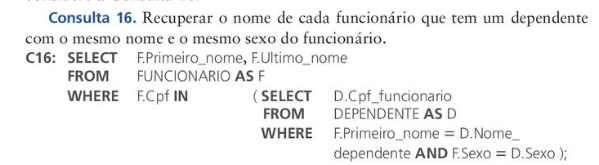 Consulta 16. Recuperar o nome de cada funcionário que tem um dependente
com o mesmo nome e o mesmo sexo do funcionário.
C16: SELECT F.Primeiro_nome, F.Ultimo_nome
FROM FUNCIONARIO AS F
WHERE F.Cpf IN ( SELECT D.Cpf_funcionario
FROM DEPENDENTE AS D
WHERE F.Primeiro_nome = D.Nome_
dependente AND F.Sexo = D.Sexo );